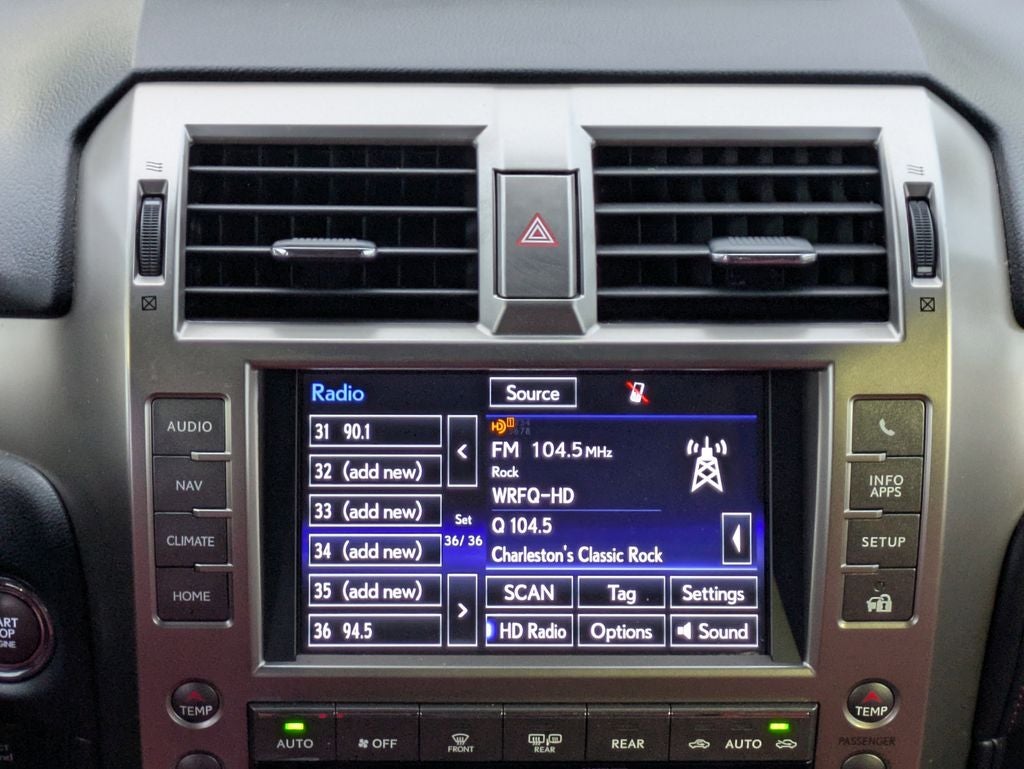 Radio
Source
31 90.1
32 (add new)
33 (add new)
34 (add new)
35 (add new)
36 94.5
<
Set
36/36
>
HD 1
FM 104.5 MHz
Rock
WRFQ-HD
Q 104.5
Charleston's Classic Rock
SCAN
Tag
Settings
HD Radio
Options
Sound
AUDIO
NAV
CLIMATE
HOME
INFO
APPS
SETUP
TEMP
AUTO
OFF
FRONT
REAR
REAR
AUTO
TEMP
PASSENGER